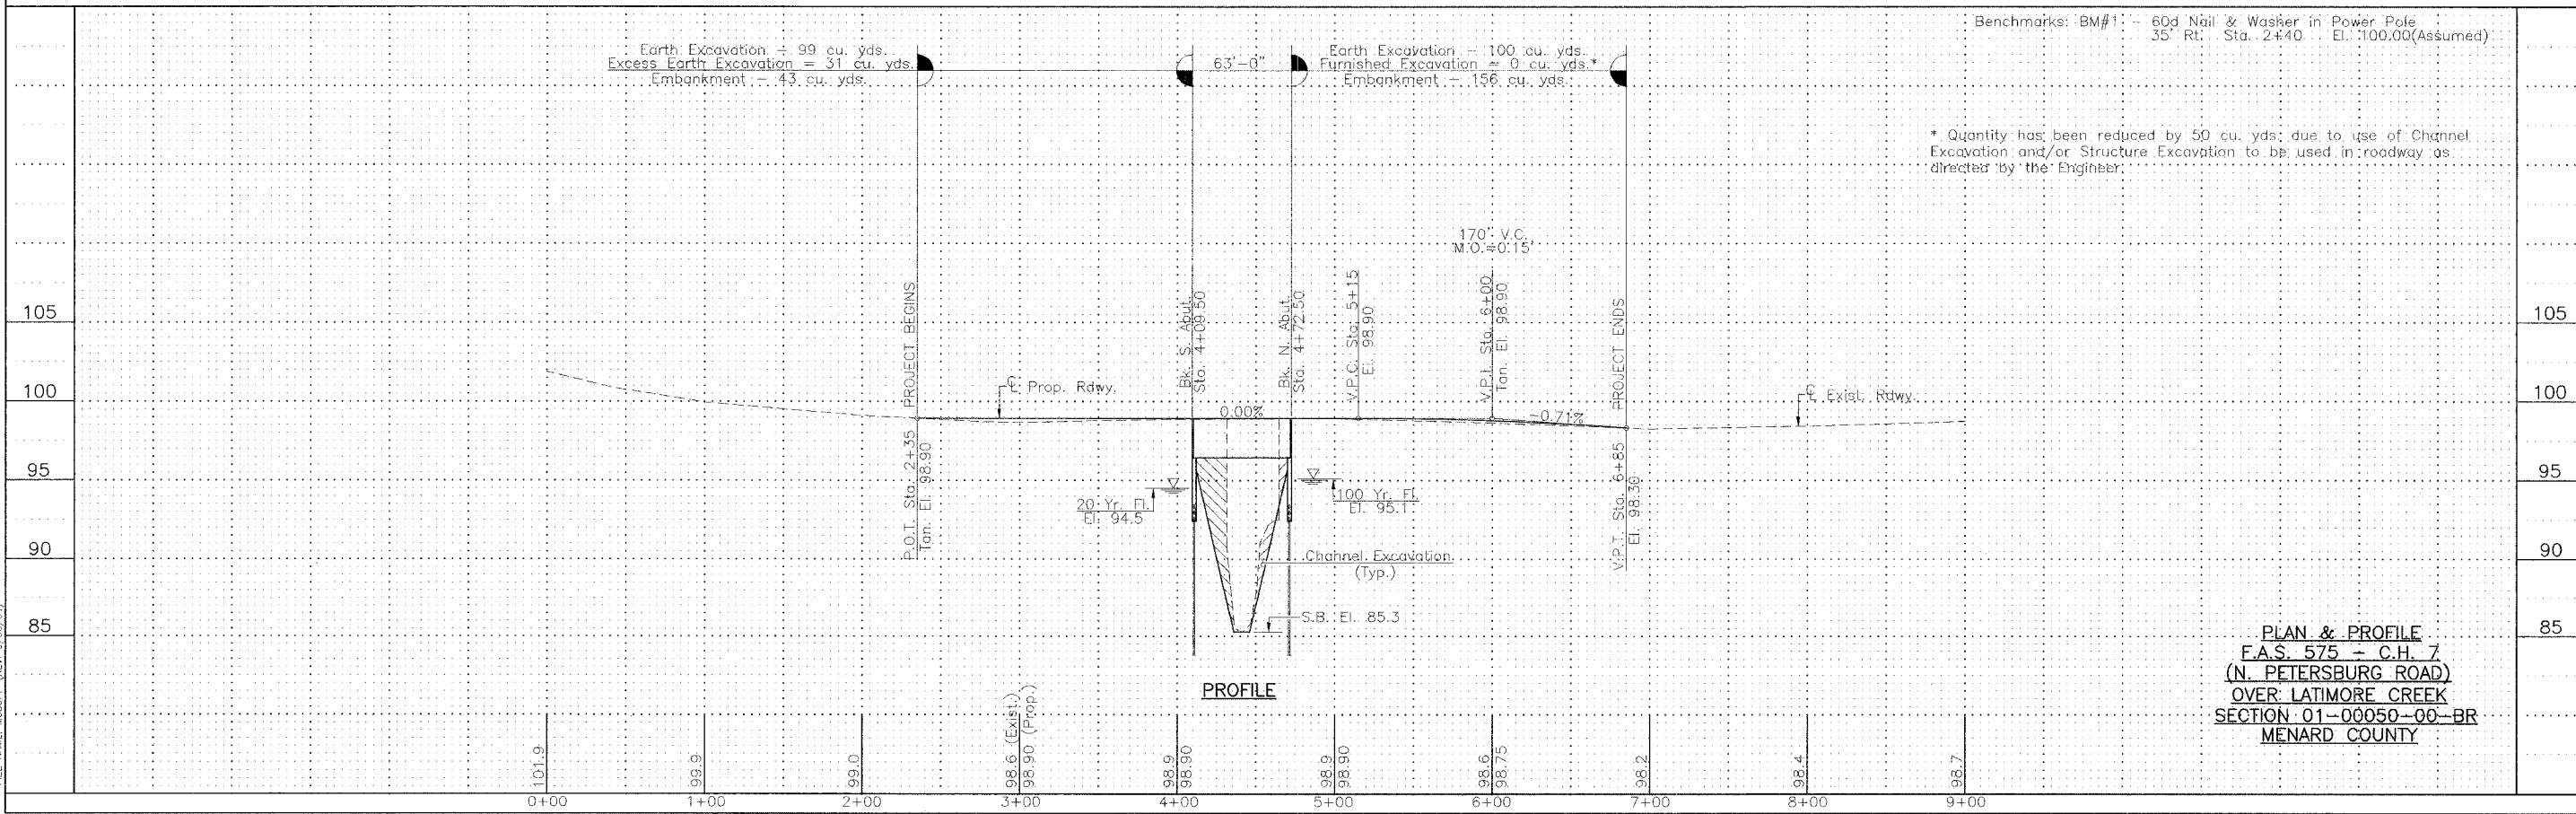 Benchmarks: BM#1 - 60d Nail & Washer in Power Pole
35' Rt. Sta. 2+40 El. 100.00(Assumed)
Earth Excavation - 99 cu. yds.
Excess Earth Excavation = 31 cu. yds.
Embankment - 43 cu. yds.
63'-0"
Earth Excavation - 100 cu. yds.
Furnished Excavation = 0 cu. yds.*
Embankment - 156 cu. yds.
* Quantity has been reduced by 50 cu. yds. due to use of Channel
Excavation and/or Structure Excavation to be used in roadway as
directed by the Engineer.
170' V.C.
M.O.=0.15'
PROJECT BEGINS
P.O.T. Sta. 2+35
Tan. El. 98.90
Bk. S. Abut.
Sta. 4+09.50
Bk. N. Abut.
Sta. 4+72.50
V.P.C. Sta. 5+15
El. 98.90
V.P.I. Sta. 6+00
Tan. El. 98.90
PROJECT ENDS
V.P.T. Sta. 6+85
El. 98.30
105
100
95
90
85
105
100
95
90
85
℄ Prop. Rdwy.
0.00%
-0.71%
℄ Exist. Rdwy.
20 Yr. Fl.
El. 94.5
100 Yr. Fl.
El. 95.1
Channel Excavation
(Typ.)
S.B. El. 85.3
PROFILE
PLAN & PROFILE
F.A.S. 575 - C.H. 7
(N. PETERSBURG ROAD)
OVER LATIMORE CREEK
SECTION 01-00050-00-BR
MENARD COUNTY
101.9
99.9
99.0
98.6 (Exist.)
98.90 (Prop.)
98.9
98.90
98.9
98.90
98.6
98.75
98.2
98.4
98.7
0+00 1+00 2+00 3+00 4+00 5+00 6+00 7+00 8+00 9+00